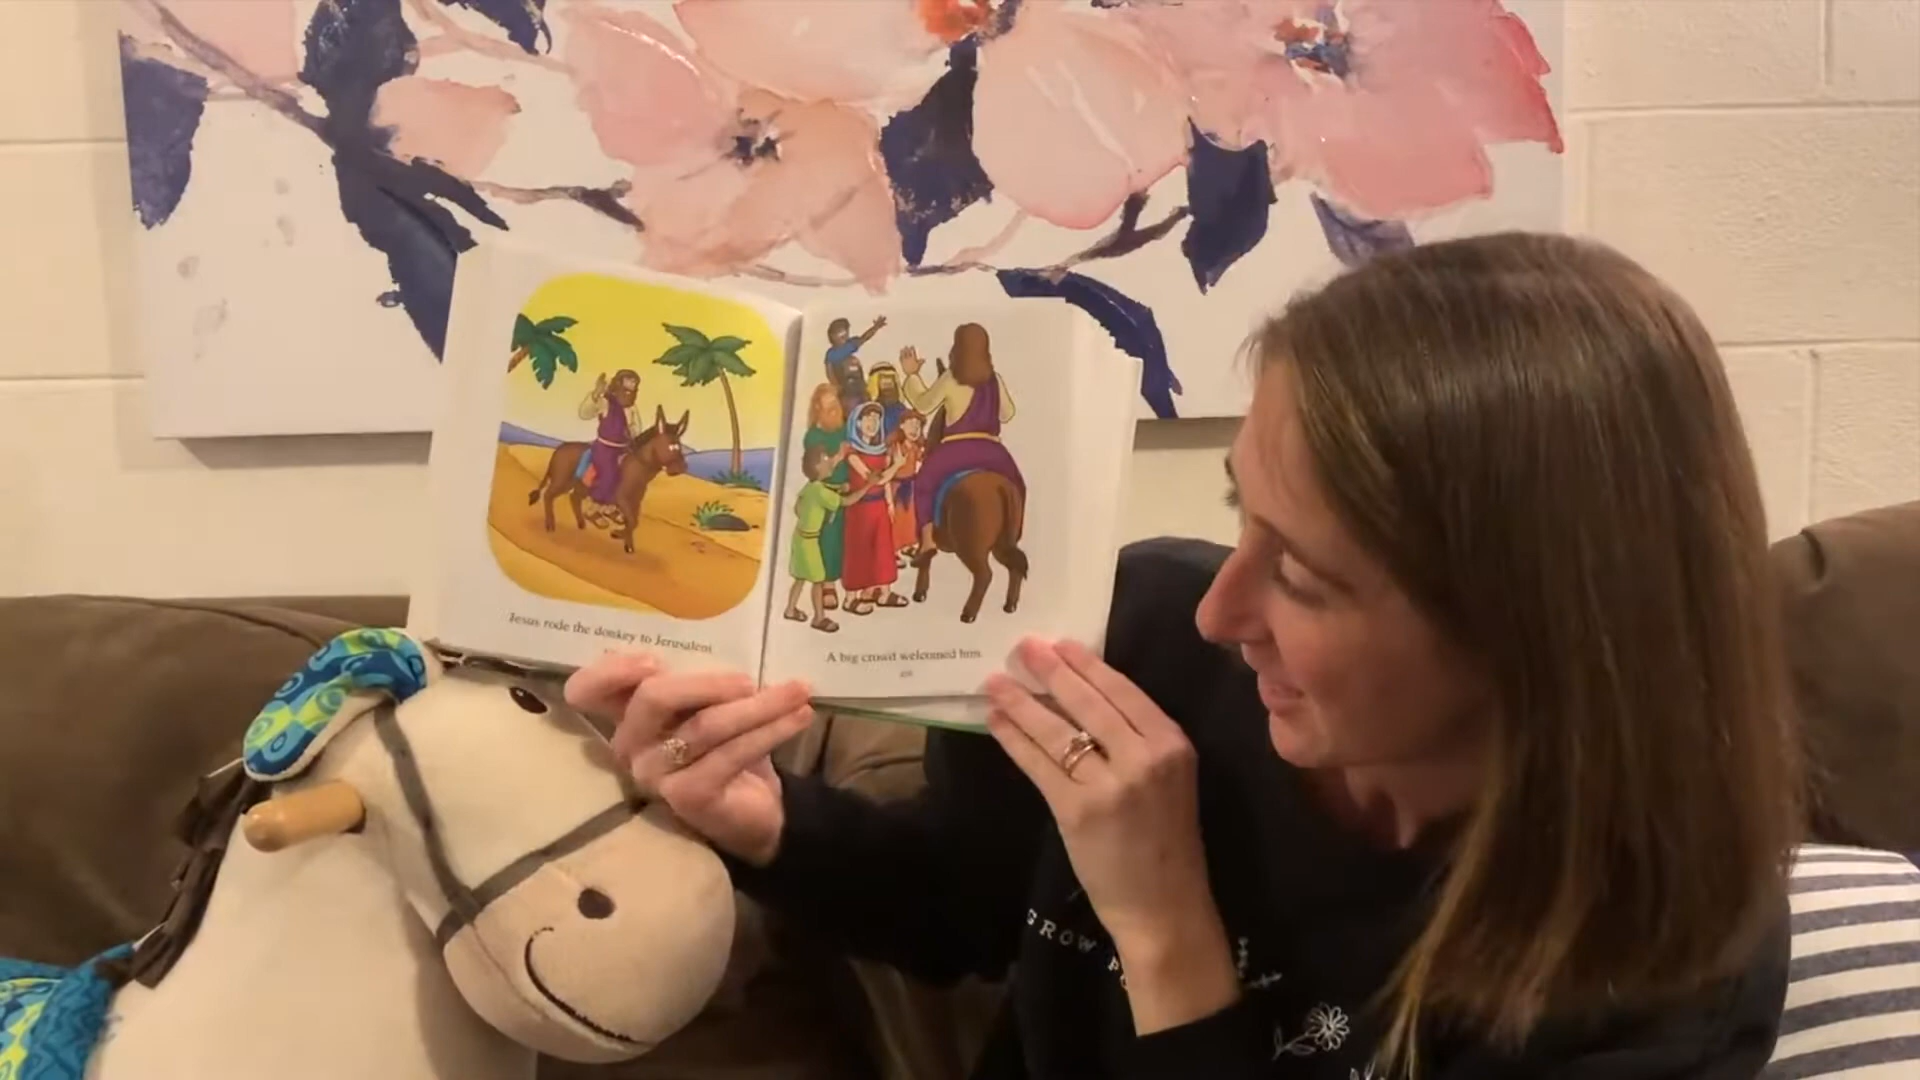 Jesus rode the donkey to Jerusalem
A big crowd welcomed him.
GROW